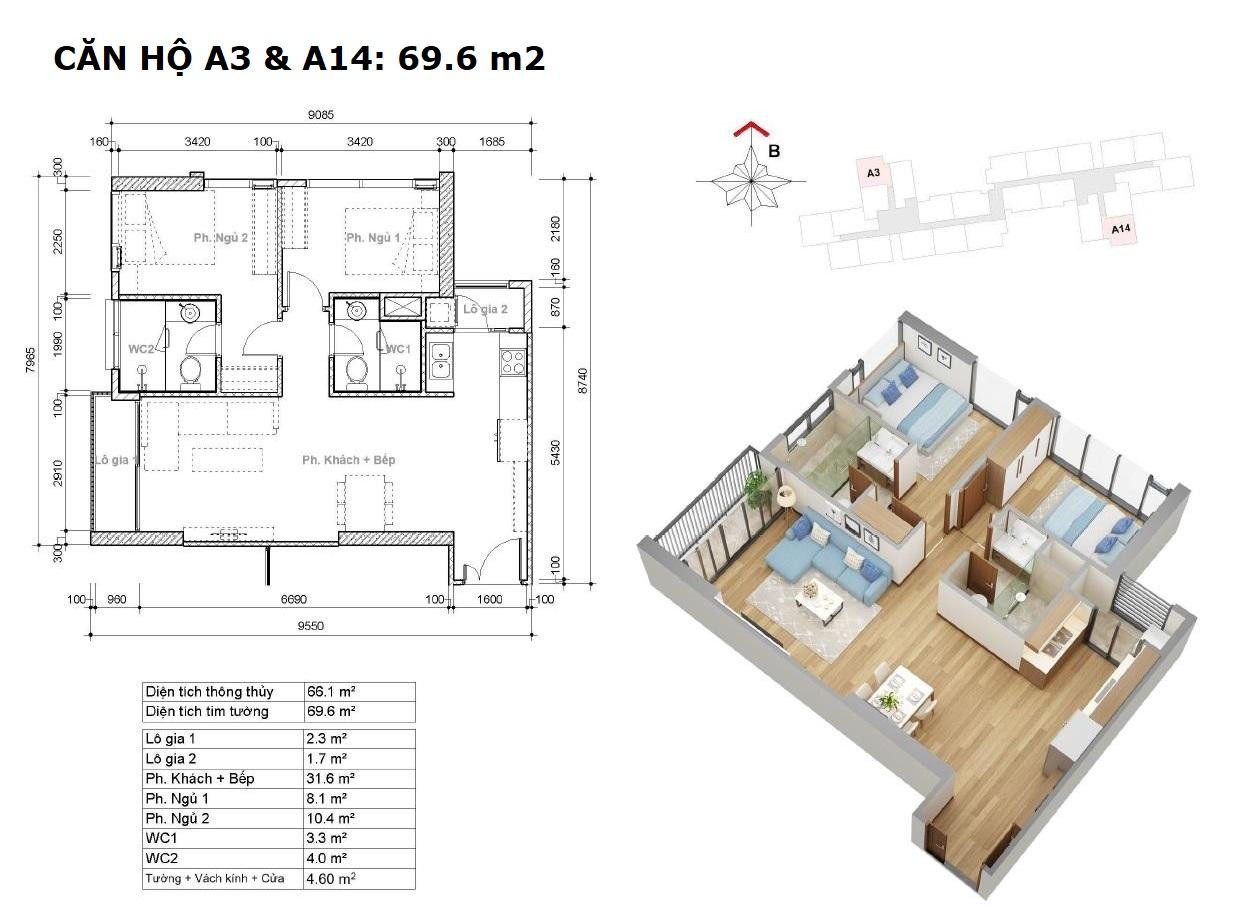 CĂN HỘ A3 & A14: 69.6 m2
9085
160 3420 100 3420 300 1685
300
2250
100
1990
100
2910
300
7965
2180
160
870
5430
100
8740
Ph. Ngủ 2
Ph. Ngủ 1
Lô gia 2
WC2
WC1
Lô gia 1
Ph. Khách + Bếp
100 960 6690 100 1600 100
9550
B
A3
A14
Diện tích thông thủy 66.1 m²
Diện tích tim tường 69.6 m²
Lô gia 1 2.3 m²
Lô gia 2 1.7 m²
Ph. Khách + Bếp 31.6 m²
Ph. Ngủ 1 8.1 m²
Ph. Ngủ 2 10.4 m²
WC1 3.3 m²
WC2 4.0 m²
Tường + Vách kính + Cửa 4.60 m²